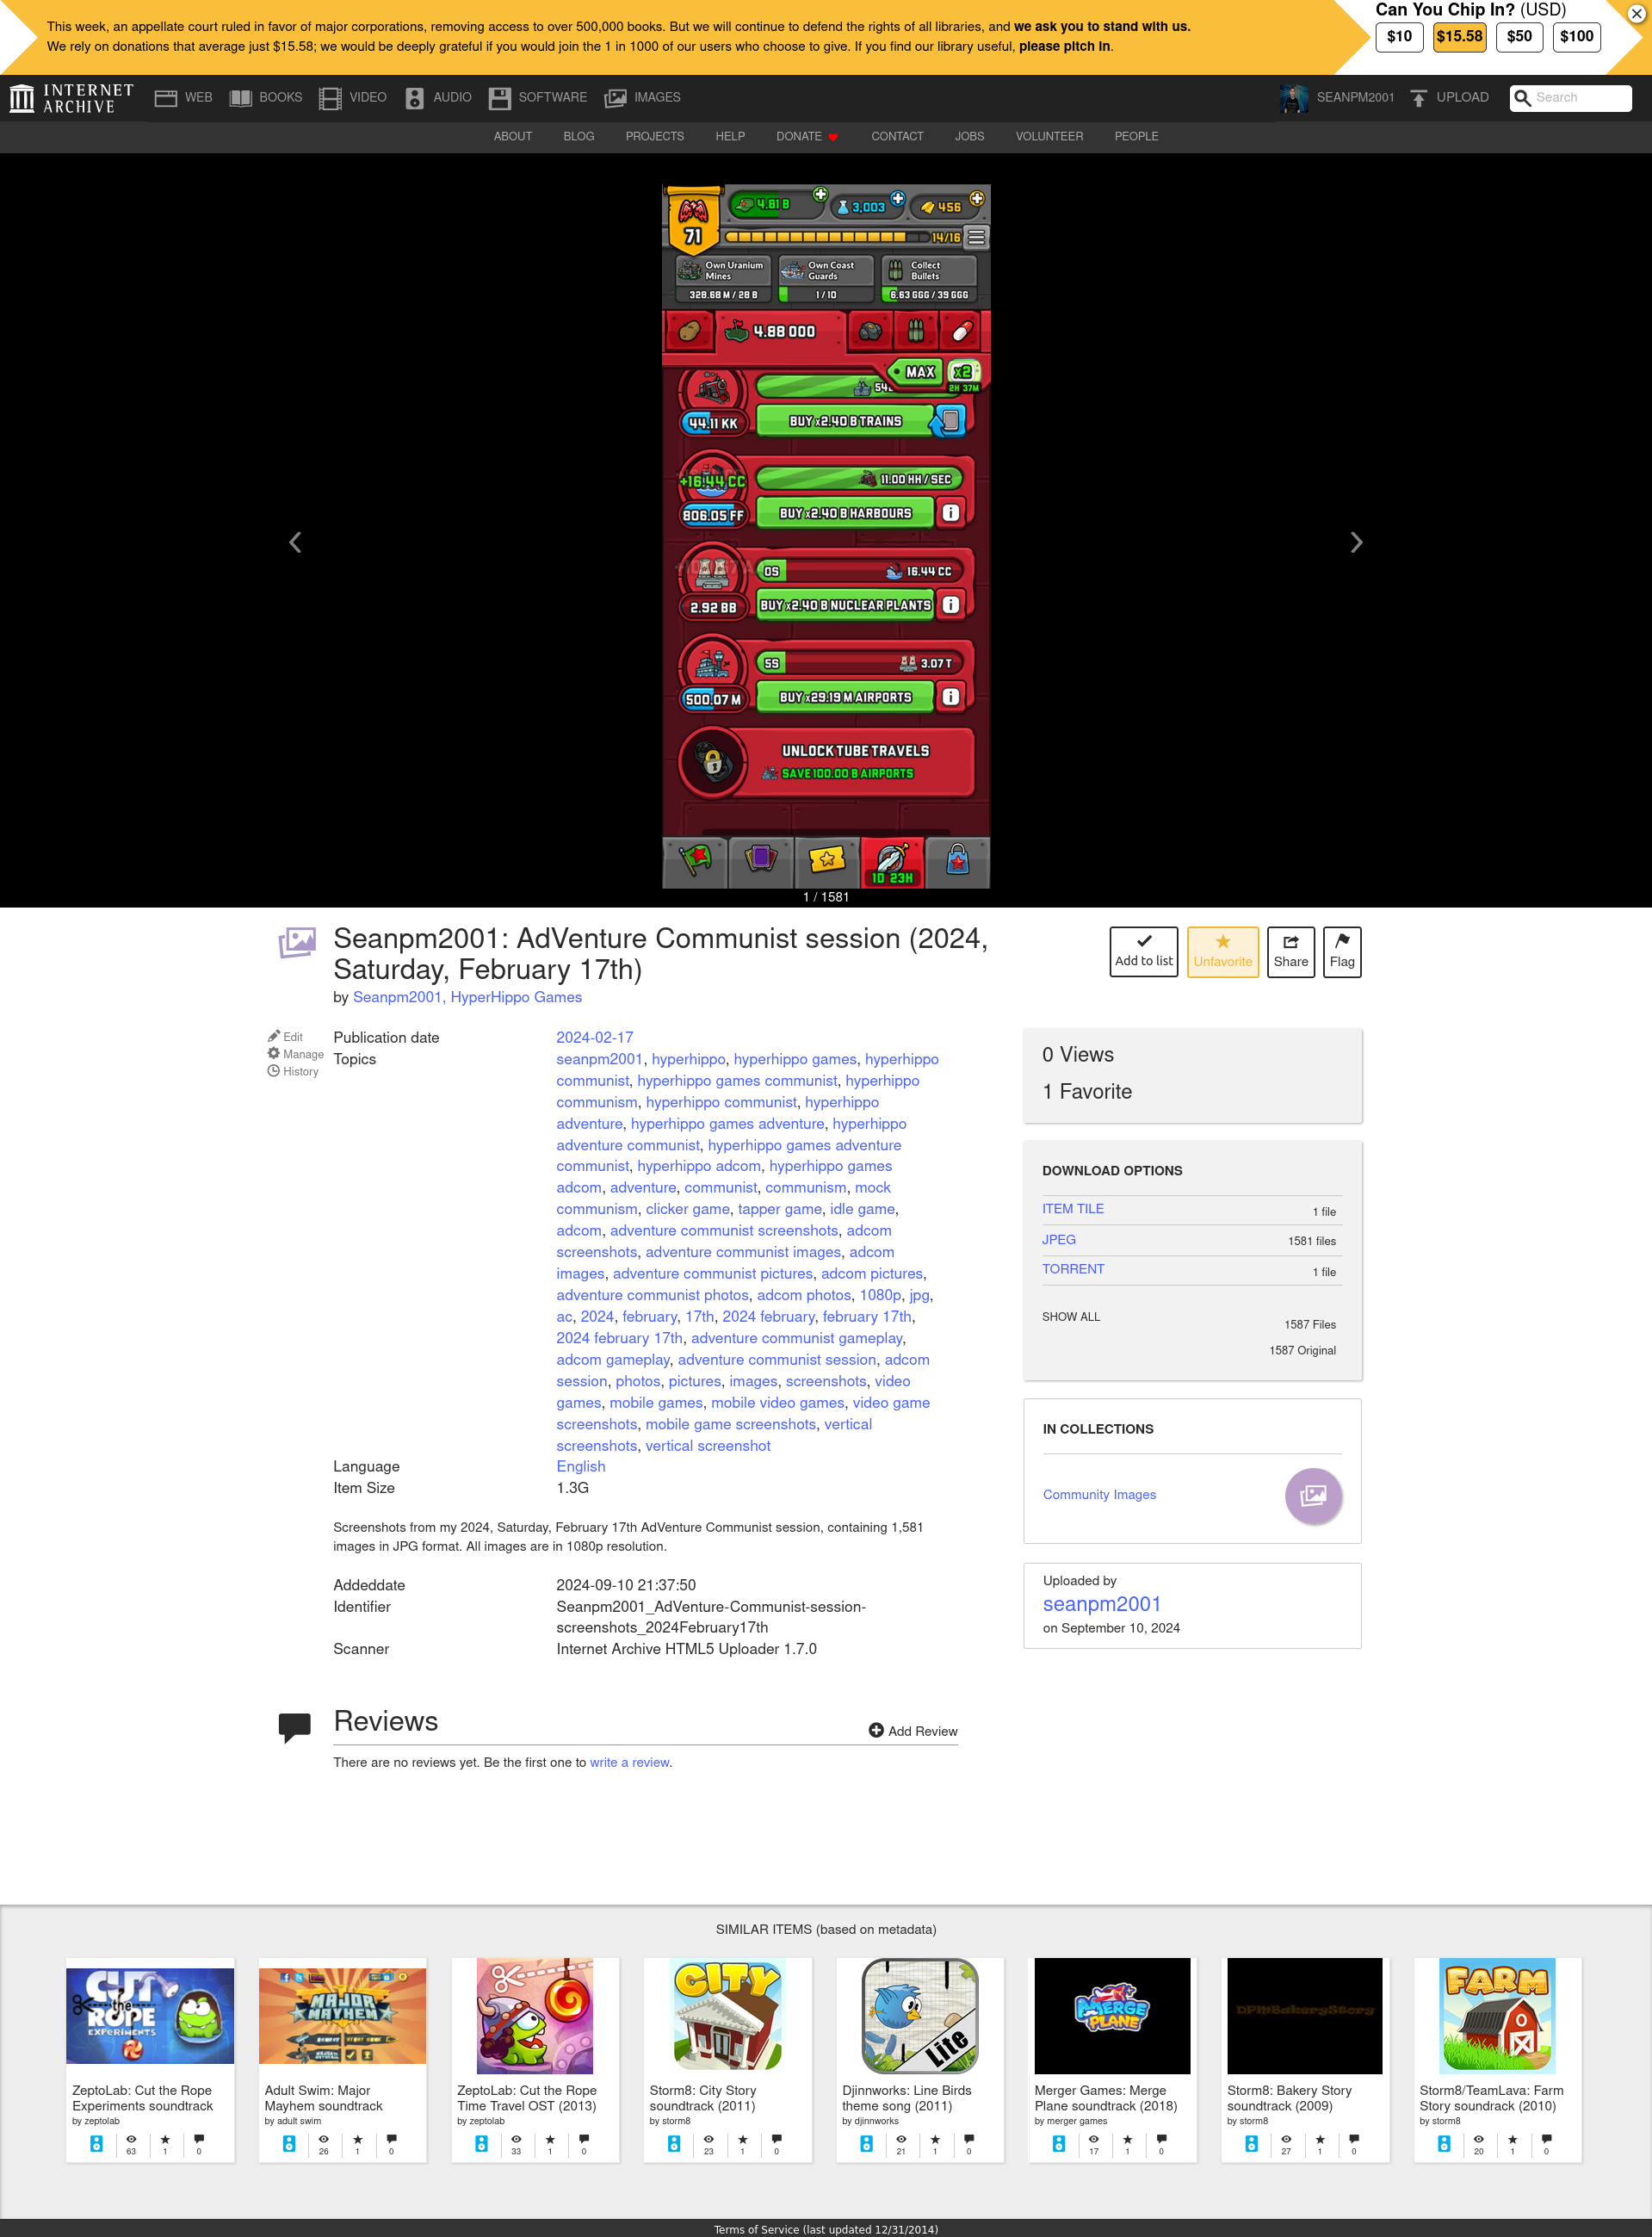 This week, an appellate court ruled in favor of major corporations, removing access to over 500,000 books. But we will continue to defend the rights of all libraries, and we ask you to stand with us.
We rely on donations that average just $15.58; we would be deeply grateful if you would join the 1 in 1000 of our users who choose to give. If you find our library useful, please pitch in.
Can You Chip In? (USD)
$10 $15.58 $50 $100
INTERNET ARCHIVE
WEB BOOKS VIDEO AUDIO SOFTWARE IMAGES SEANPM2001 UPLOAD Search
ABOUT BLOG PROJECTS HELP DONATE CONTACT JOBS VOLUNTEER PEOPLE
4.81 B 3,003 456
71 14/16
Own Uranium Mines Own Coast Guards Collect Bullets
328.68 M / 28 B 1 / 10 6.63 GGG / 39 GGG
4.88 000
MAX x2
2H 37M
44.11 KK BUY x2.40 B TRAINS
+16.44 CC 11.00 HH / SEC
806.05 FF BUY x2.40 B HARBOURS
0S 16.44 CC
2.92 BB BUY x2.40 B NUCLEAR PLANTS
5S 3.07 T
500.07 M BUY x29.19 M AIRPORTS
UNLOCK TUBE TRAVELS
SAVE 100.00 B AIRPORTS
1D 23H
1 / 1581
Seanpm2001: AdVenture Communist session (2024,
Saturday, February 17th)
by Seanpm2001, HyperHippo Games
Add to list Unfavorite Share Flag
Edit
Manage
History
Publication date 2024-02-17
Topics seanpm2001, hyperhippo, hyperhippo games, hyperhippo
communist, hyperhippo games communist, hyperhippo
communism, hyperhippo communist, hyperhippo
adventure, hyperhippo games adventure, hyperhippo
adventure communist, hyperhippo games adventure
communist, hyperhippo adcom, hyperhippo games
adcom, adventure, communist, communism, mock
communism, clicker game, tapper game, idle game,
adcom, adventure communist screenshots, adcom
screenshots, adventure communist images, adcom
images, adventure communist pictures, adcom pictures,
adventure communist photos, adcom photos, 1080p, jpg,
ac, 2024, february, 17th, 2024 february, february 17th,
2024 february 17th, adventure communist gameplay,
adcom gameplay, adventure communist session, adcom
session, photos, pictures, images, screenshots, video
games, mobile games, mobile video games, video game
screenshots, mobile game screenshots, vertical
screenshots, vertical screenshot
Language English
Item Size 1.3G
Screenshots from my 2024, Saturday, February 17th AdVenture Communist session, containing 1,581
images in JPG format. All images are in 1080p resolution.
Addeddate 2024-09-10 21:37:50
Identifier Seanpm2001_AdVenture-Communist-session-
screenshots_2024February17th
Scanner Internet Archive HTML5 Uploader 1.7.0
0 Views
1 Favorite
DOWNLOAD OPTIONS
ITEM TILE 1 file
JPEG 1581 files
TORRENT 1 file
SHOW ALL 1587 Files
1587 Original
IN COLLECTIONS
Community Images
Uploaded by
seanpm2001
on September 10, 2024
Reviews
Add Review
There are no reviews yet. Be the first one to write a review.
SIMILAR ITEMS (based on metadata)
CUT the ROPE EXPERIMENTS
ZeptoLab: Cut the Rope
Experiments soundtrack
by zeptolab
63 1 0
MAJOR MAYHEM
Adult Swim: Major
Mayhem soundtrack
by adult swim
26 1 0
ZeptoLab: Cut the Rope
Time Travel OST (2013)
by zeptolab
33 1 0
CITY
Storm8: City Story
soundtrack (2011)
by storm8
23 1 0
Lite
Djinnworks: Line Birds
theme song (2011)
by djinnworks
21 1 0
MERGE PLANE
Merger Games: Merge
Plane soundtrack (2018)
by merger games
17 1 0
DPMBakeryStory
Storm8: Bakery Story
soundtrack (2009)
by storm8
27 1 0
FARM
Storm8/TeamLava: Farm
Story soundrack (2010)
by storm8
20 1 0
Terms of Service (last updated 12/31/2014)